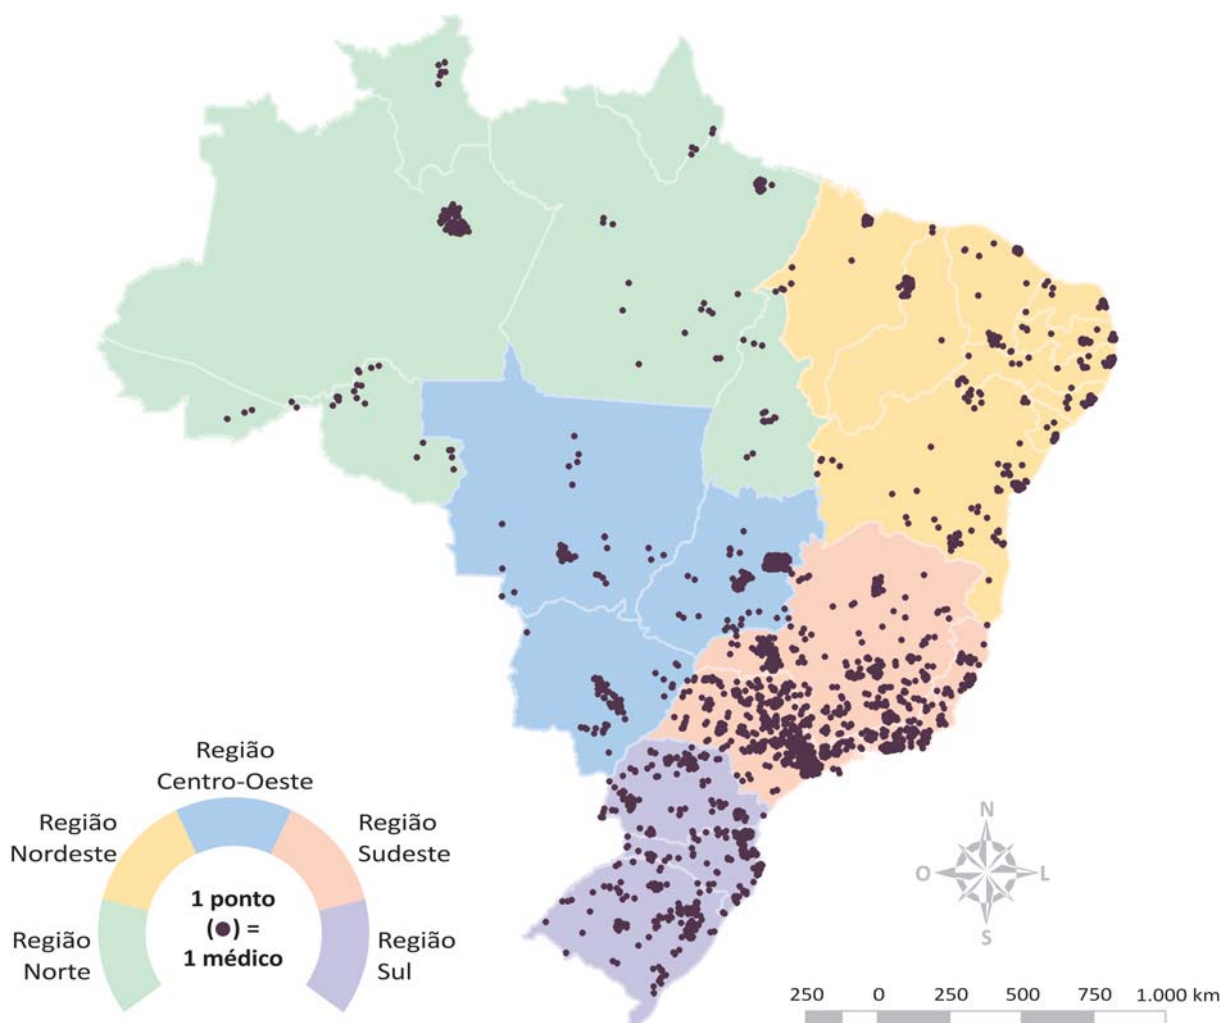 Região
Centro-Oeste
Região
Nordeste
Região
Sudeste
1 ponto
(●) =
1 médico
Região
Norte
Região
Sul
N
O
L
S
250 0 250 500 750 1.000 km